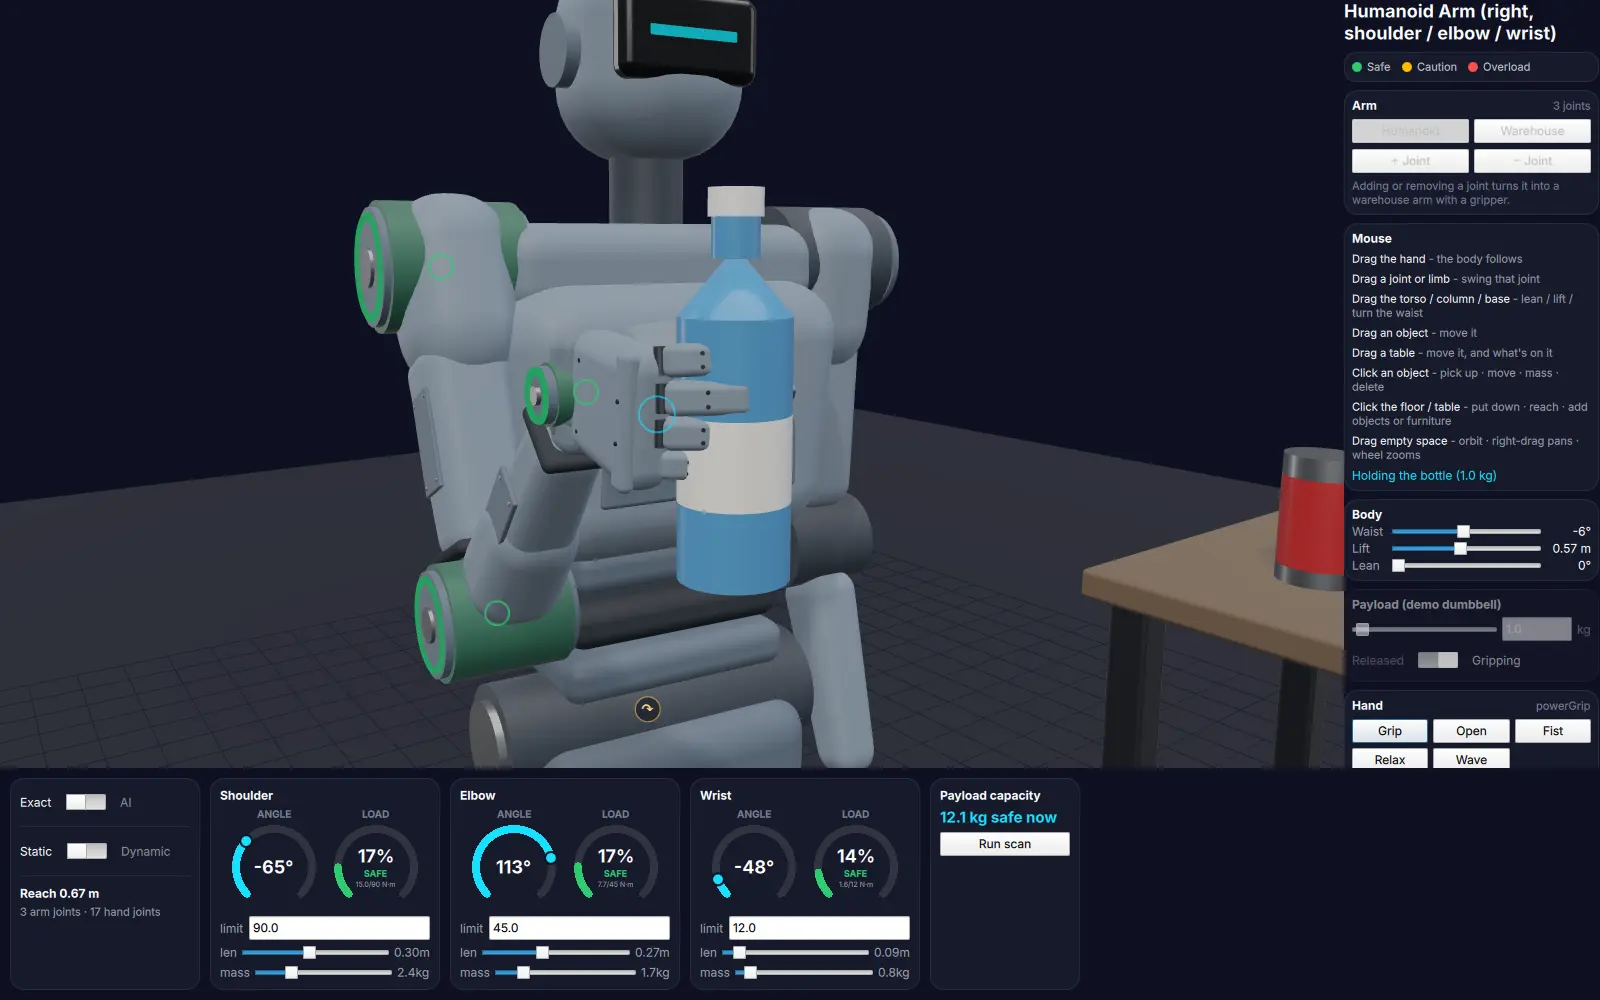 Humanoid Arm (right,
shoulder / elbow / wrist)
Safe Caution Overload
Arm 3 joints
Humanoid Warehouse
+ Joint − Joint
Adding or removing a joint turns it into a
warehouse arm with a gripper.
Mouse
Drag the hand - the body follows
Drag a joint or limb - swing that joint
Drag the torso / column / base - lean / lift /
turn the waist
Drag an object - move it
Drag a table - move it, and what's on it
Click an object - pick up · move · mass ·
delete
Click the floor / table - put down · reach · add
objects or furniture
Drag empty space - orbit · right-drag pans ·
wheel zooms
Holding the bottle (1.0 kg)
Body
Waist -6°
Lift 0.57 m
Lean 0°
Payload (demo dumbbell)
1.0 kg
Released Gripping
Hand powerGrip
Grip Open Fist
Relax Wave
Exact AI
Static Dynamic
Reach 0.67 m
3 arm joints · 17 hand joints
Shoulder
ANGLE LOAD
-65° 17%
SAFE
15.0/90 N·m
limit 90.0
len 0.30m
mass 2.4kg
Elbow
ANGLE LOAD
113° 17%
SAFE
7.7/45 N·m
limit 45.0
len 0.27m
mass 1.7kg
Wrist
ANGLE LOAD
-48° 14%
SAFE
1.6/12 N·m
limit 12.0
len 0.09m
mass 0.8kg
Payload capacity
12.1 kg safe now
Run scan